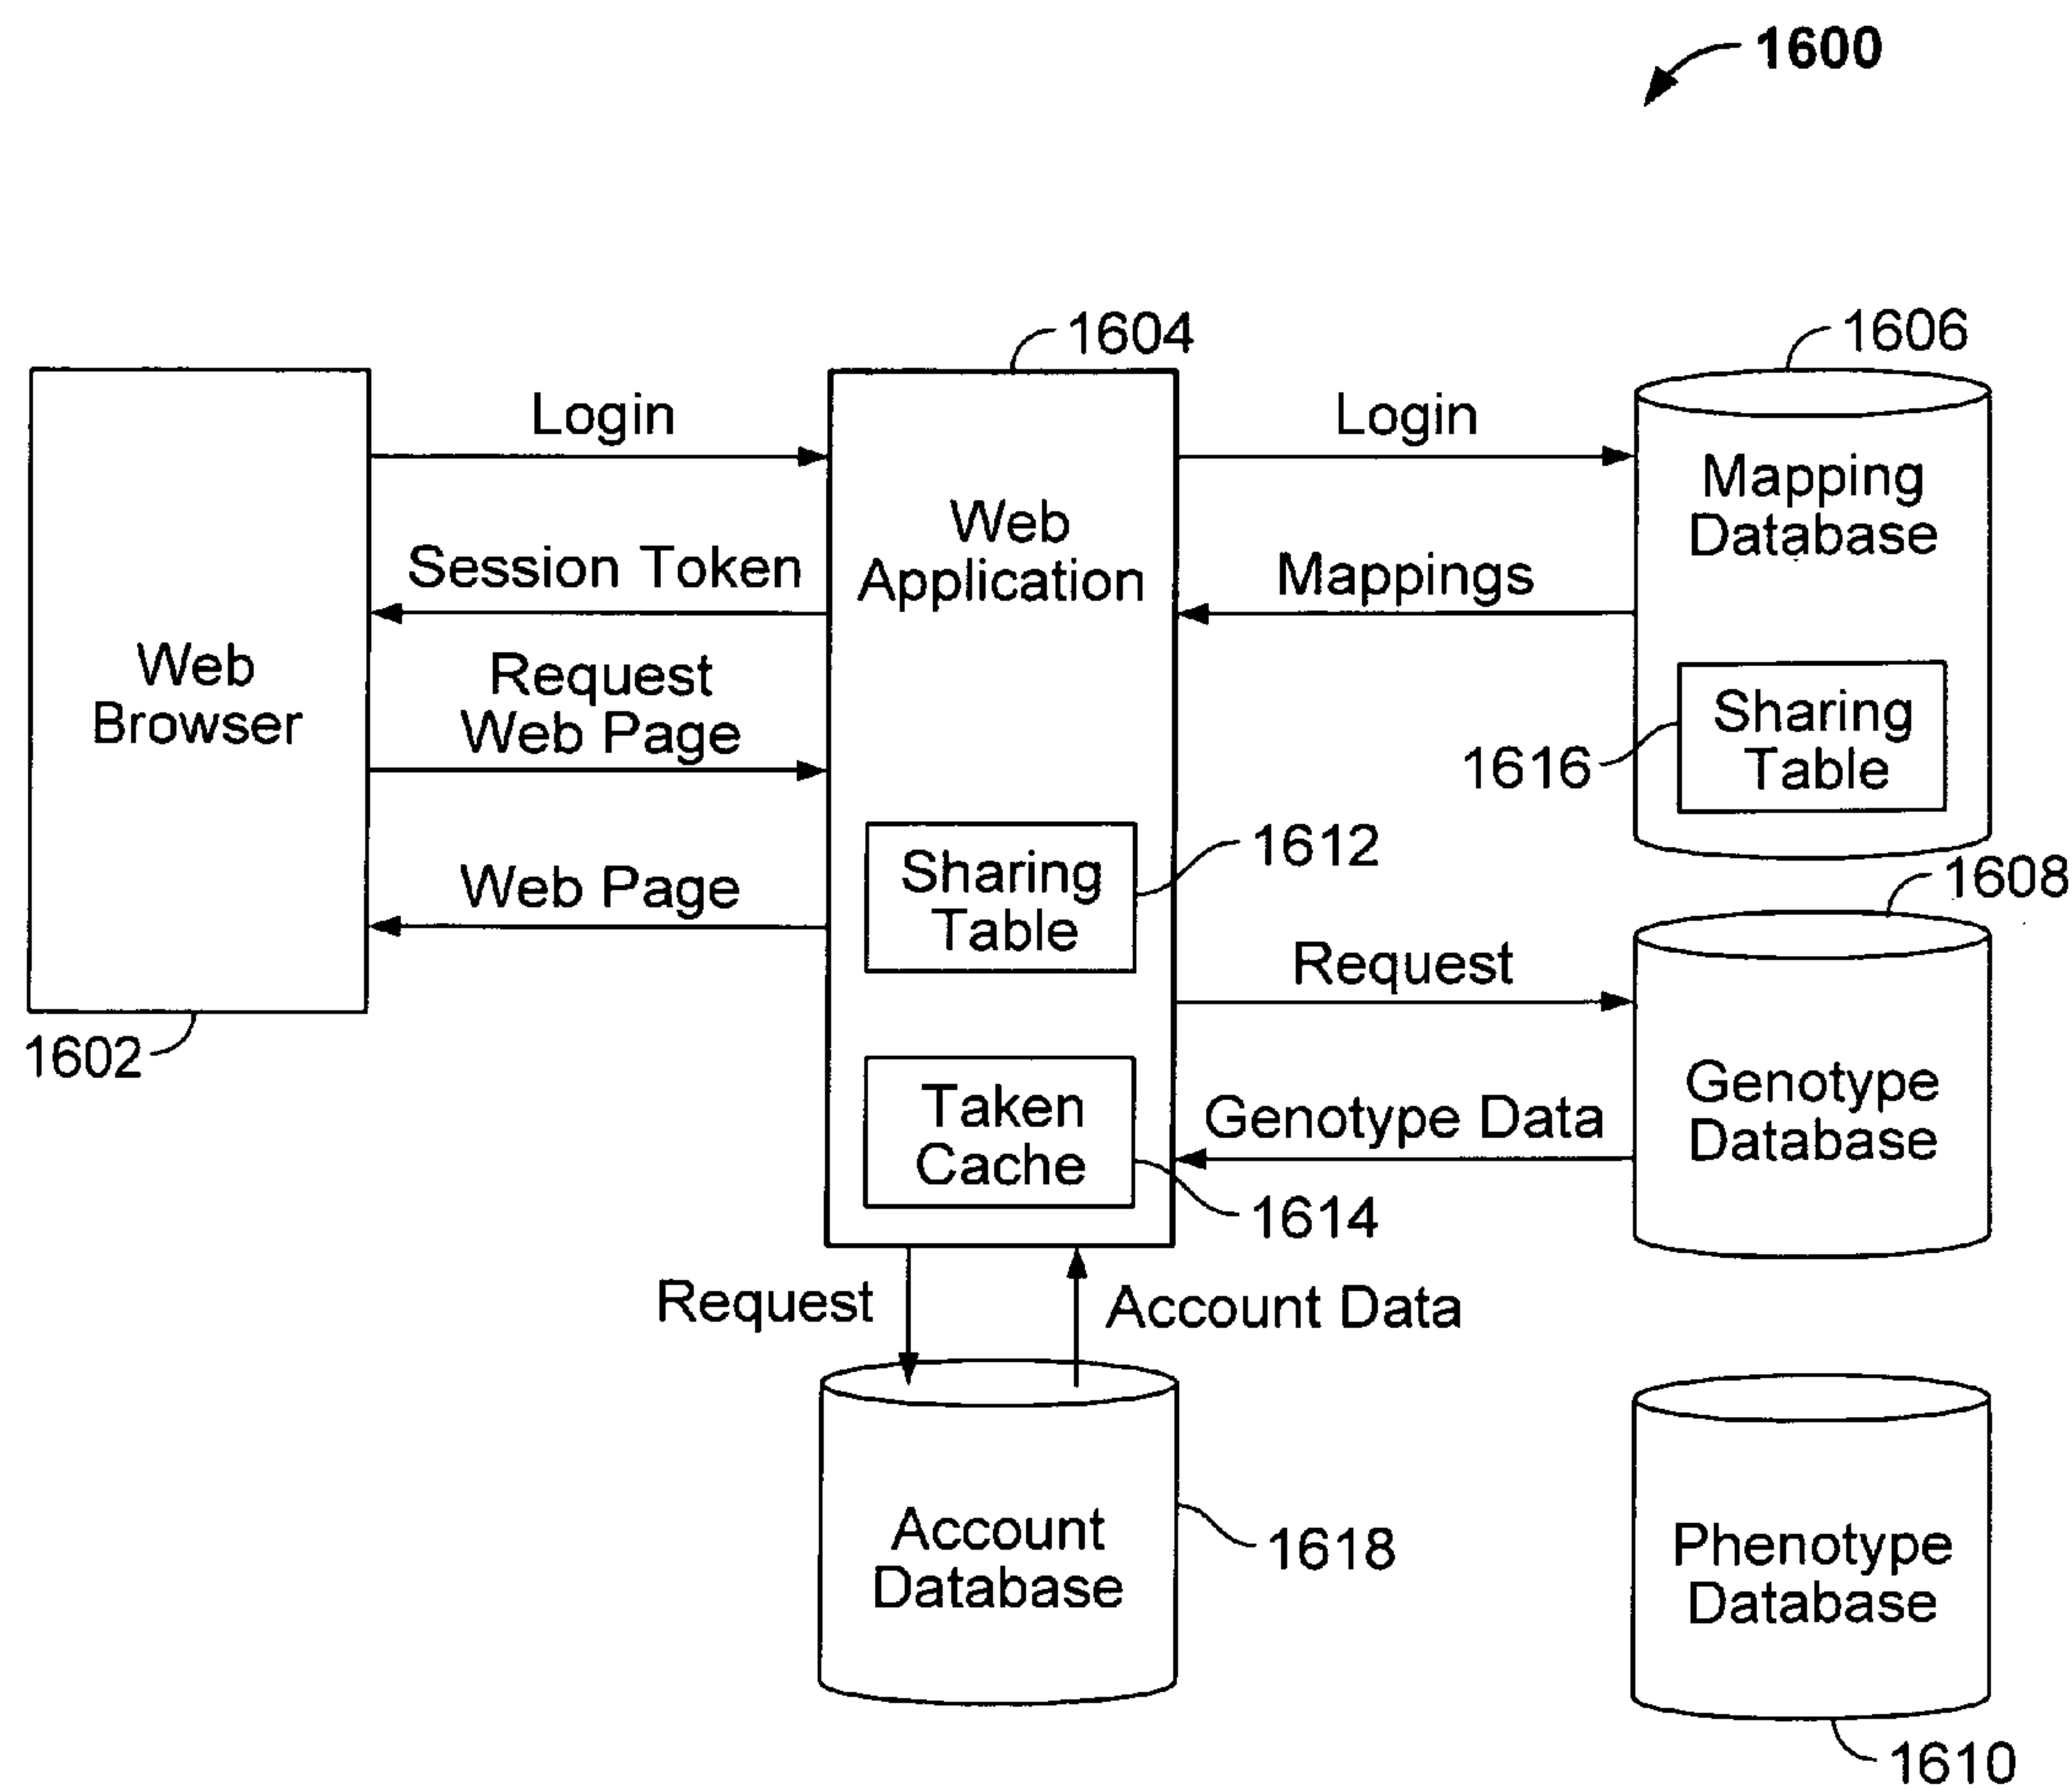 1600
1604
1606
Login
Login
Mapping
Database
Web
Application
Session Token
Mappings
Web
Browser
Request
Web Page
Sharing
Table
1616
1612
Sharing
Table
Web Page
1608
Request
1602
Genotype
Database
Taken
Cache
Genotype Data
1614
Request
Account Data
Account
Database
1618
Phenotype
Database
1610